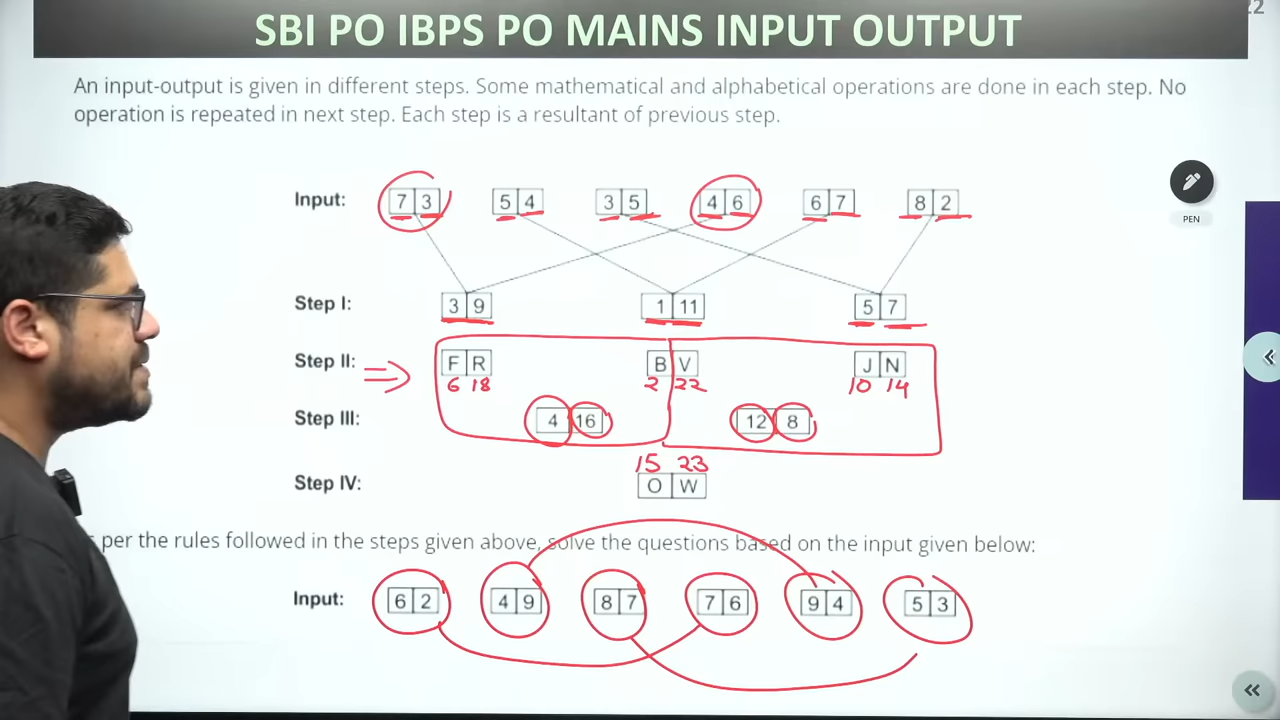 22
SBI PO IBPS PO MAINS INPUT OUTPUT
An input-output is given in different steps. Some mathematical and alphabetical operations are done in each step. No
operation is repeated in next step. Each step is a resultant of previous step.
Input: 7 3 5 4 3 5 4 6 6 7 8 2
PEN
Step I: 3 9 1 11 5 7
Step II: F R B V J N
6 18 2 22 10 14
Step III: 4 16 12 8
15 23
Step IV: O W
per the rules followed in the steps given above, solve the questions based on the input given below:
Input: 6 2 4 9 8 7 7 6 9 4 5 3